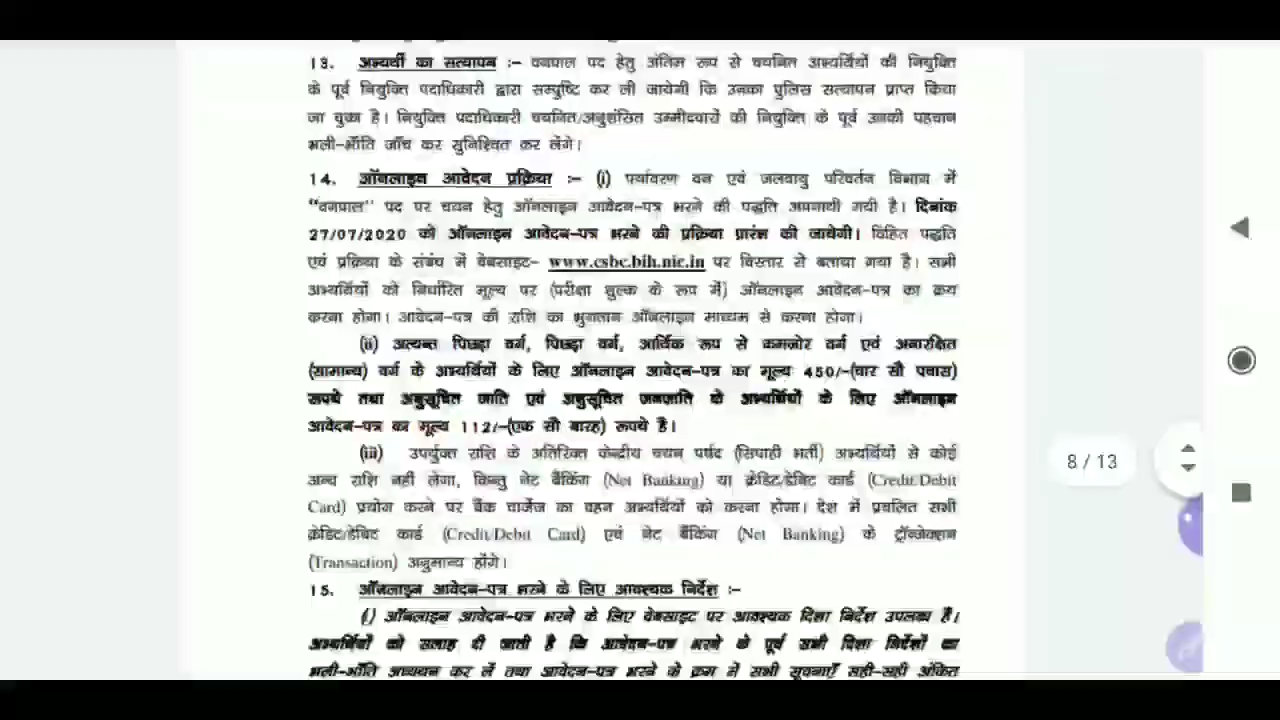 13. अभ्यर्थी का सत्यापन :- वनपाल पद हेतु अंतिम रूप से चयनित अभ्यर्थियों की नियुक्ति
के पूर्व नियुक्ति पदाधिकारी द्वारा सम्पुष्टि कर ली जायेगी कि उनका पुलिस सत्यापन प्राप्त किया
जा चुका है। नियुक्ति पदाधिकारी चयनित/अनुशंसित उम्मीदवारों की नियुक्ति के पूर्व उनकी पहचान
भली-भाँति जाँच कर सुनिश्चित कर लेंगे।
14. ऑनलाइन आवेदन प्रक्रिया :- (i) पर्यावरण वन एवं जलवायु परिवर्तन विभाग में
"वनपाल" पद पर चयन हेतु ऑनलाइन आवेदन-पत्र भरने की पद्धति अपनायी गयी है। दिनांक
27/07/2020 को ऑनलाइन आवेदन-पत्र भरने की प्रक्रिया प्रारंभ की जायेगी। विहित पद्धति
एवं प्रक्रिया के संबंध में वेबसाइट- www.csbc.bih.nic.in पर विस्तार से बताया गया है। सभी
अभ्यर्थियों को निर्धारित मूल्य पर (परीक्षा शुल्क के रूप में) ऑनलाइन आवेदन-पत्र का क्रय
करना होगा। आवेदन-पत्र की राशि का भुगतान ऑनलाइन माध्यम से करना होगा।
(ii) अत्यन्त पिछड़ा वर्ग, पिछड़ा वर्ग, आर्थिक रूप से कमजोर वर्ग एवं अनारक्षित
(सामान्य) वर्ग के अभ्यर्थियों के लिए ऑनलाइन आवेदन-पत्र का मूल्य 450/-(चार सौ पचास)
रूपये तथा अनुसूचित जाति एवं अनुसूचित जनजाति के अभ्यर्थियों के लिए ऑनलाइन
आवेदन-पत्र का मूल्य 112/-(एक सौ बारह) रूपये है।
(iii) उपर्युक्त राशि के अतिरिक्त केन्द्रीय चयन पर्षद (सिपाही भर्ती) अभ्यर्थियों से कोई
अन्य राशि नहीं लेगा, किन्तु नेट बैंकिंग (Net Banking) या क्रेडिट/डेबिट कार्ड (Credit/Debit
Card) प्रयोग करने पर बैंक चार्जेज का वहन अभ्यर्थियों को करना होगा। देश में प्रचलित सभी
क्रेडिट/डेबिट कार्ड (Credit/Debit Card) एवं नेट बैंकिंग (Net Banking) के ट्रॉन्जेक्शन
(Transaction) अनुमान्य होंगे।
8 / 13
15. ऑनलाइन आवेदन-पत्र भरने के लिए आवश्यक निर्देश :-
(i) ऑनलाइन आवेदन-पत्र भरने के लिए वेबसाइट पर आवश्यक दिशा निर्देश उपलब्ध है।
अभ्यर्थियों को सलाह दी जाती है कि आवेदन-पत्र भरने के पूर्व सभी दिशा निर्देशों का
भली-भाँति अध्ययन कर लें तथा आवेदन-पत्र भरने के क्रम में सभी सूचनाएँ सही-सही अंकित